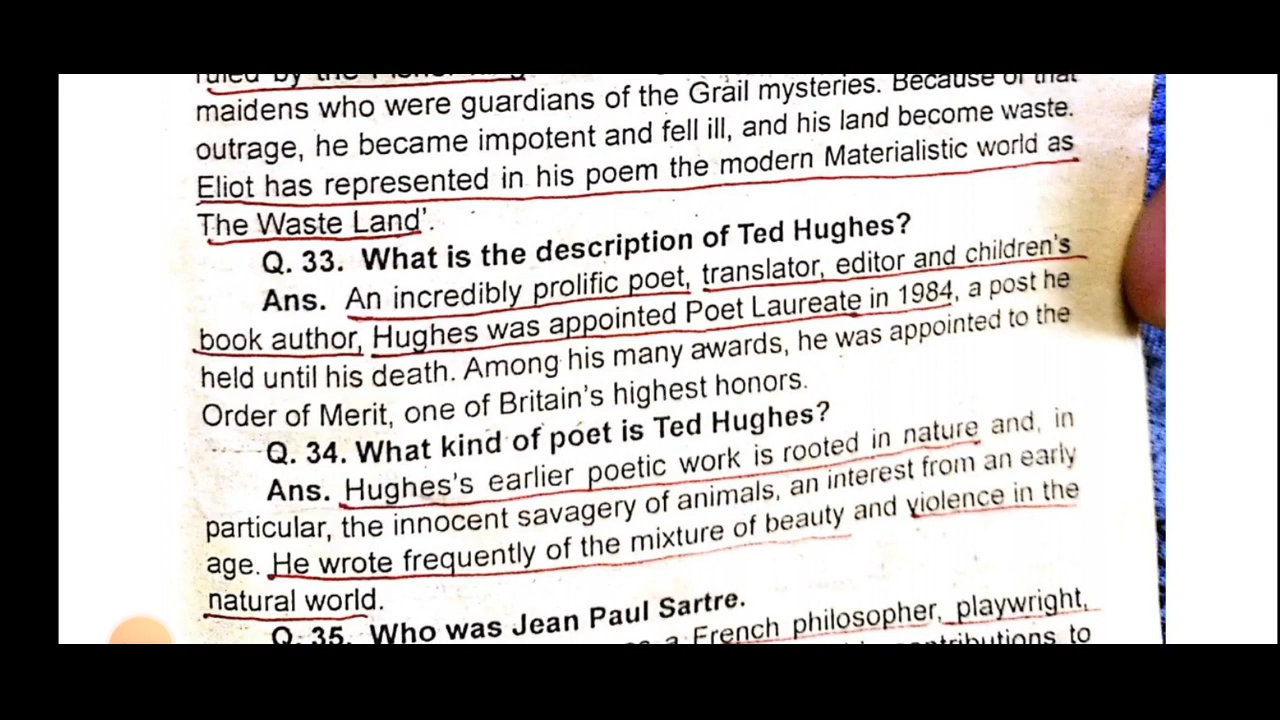 ruled by the Fisher King
maidens who were guardians of the Grail mysteries. Because of that
outrage, he became impotent and fell ill, and his land become waste.
Eliot has represented in his poem the modern Materialistic world as
The Waste Land'.
Q. 33. What is the description of Ted Hughes?
Ans. An incredibly prolific poet, translator, editor and children's
book author, Hughes was appointed Poet Laureate in 1984, a post he
held until his death. Among his many awards, he was appointed to the
Order of Merit, one of Britain's highest honors.
Q. 34. What kind of poet is Ted Hughes?
Ans. Hughes's earlier poetic work is rooted in nature and, in
particular, the innocent savagery of animals, an interest from an early
age. He wrote frequently of the mixture of beauty and violence in the
natural world.
Q. 35. Who was Jean Paul Sartre.
a French philosopher, playwright,
contributions to